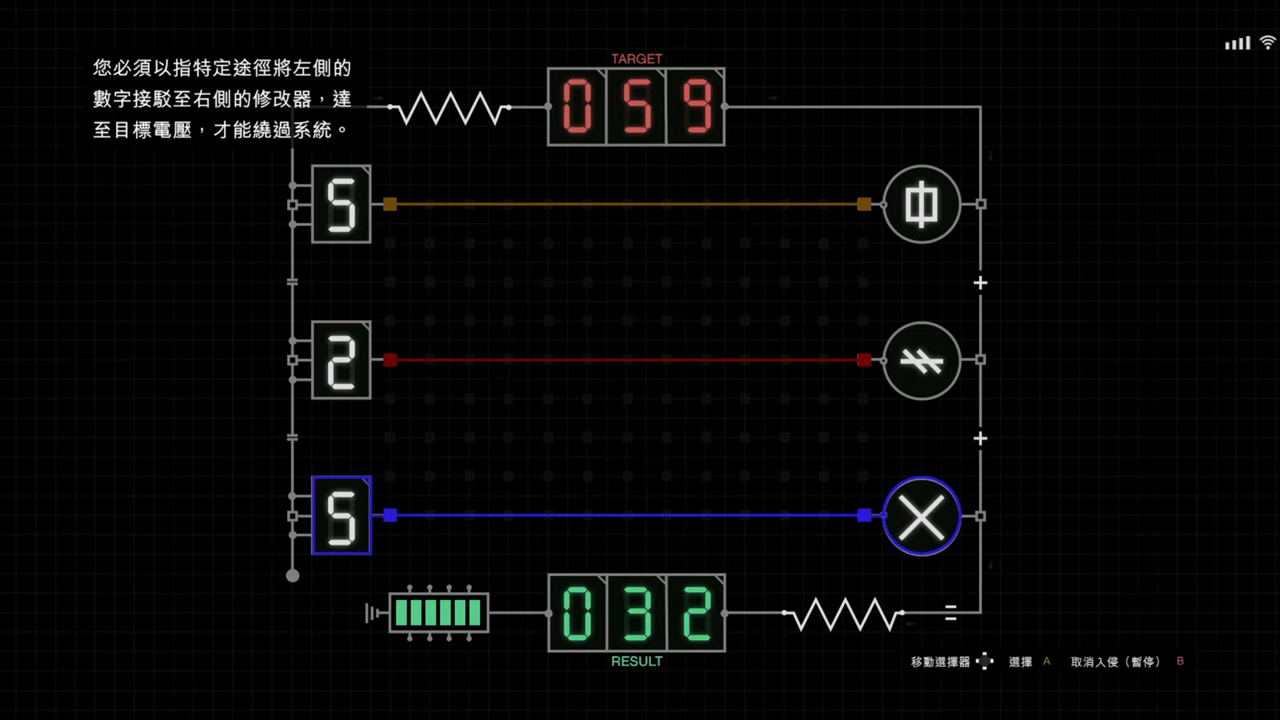 您必須以指特定途徑將左側的
數字接駁至右側的修改器，達
至目標電壓，才能繞過系統。
TARGET
059
5
2
5
032
RESULT
移動選擇器 選擇 A 取消入侵（暫停） B